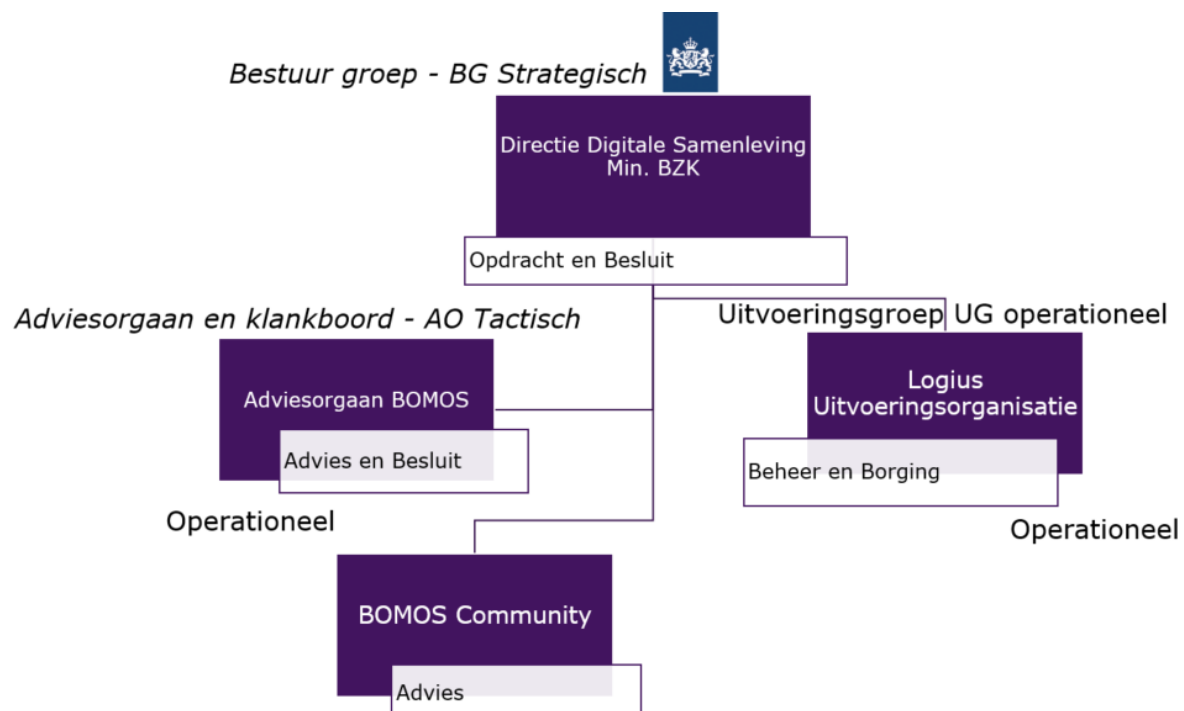 Bestuur groep - BG Strategisch
Directie Digitale Samenleving
Min. BZK
Opdracht en Besluit
Adviesorgaan en klankboord - AO Tactisch
Adviesorgaan BOMOS
Advies en Besluit
Uitvoeringsgroep UG operationeel
Logius
Uitvoeringsorganisatie
Beheer en Borging
Operationeel
Operationeel
BOMOS Community
Advies